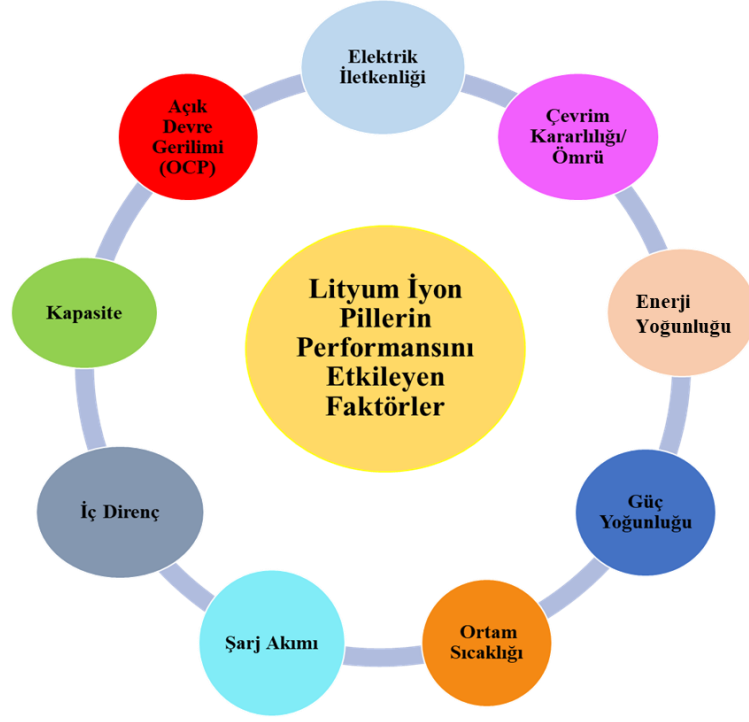 Elektrik
İletkenliği
Çevrim
Kararlılığı/
Ömrü
Enerji
Yoğunluğu
Güç
Yoğunluğu
Ortam
Sıcaklığı
Şarj Akımı
İç Direnç
Kapasite
Açık
Devre
Gerilimi
(OCP)
Lityum İyon
Pillerin
Performansını
Etkileyen
Faktörler